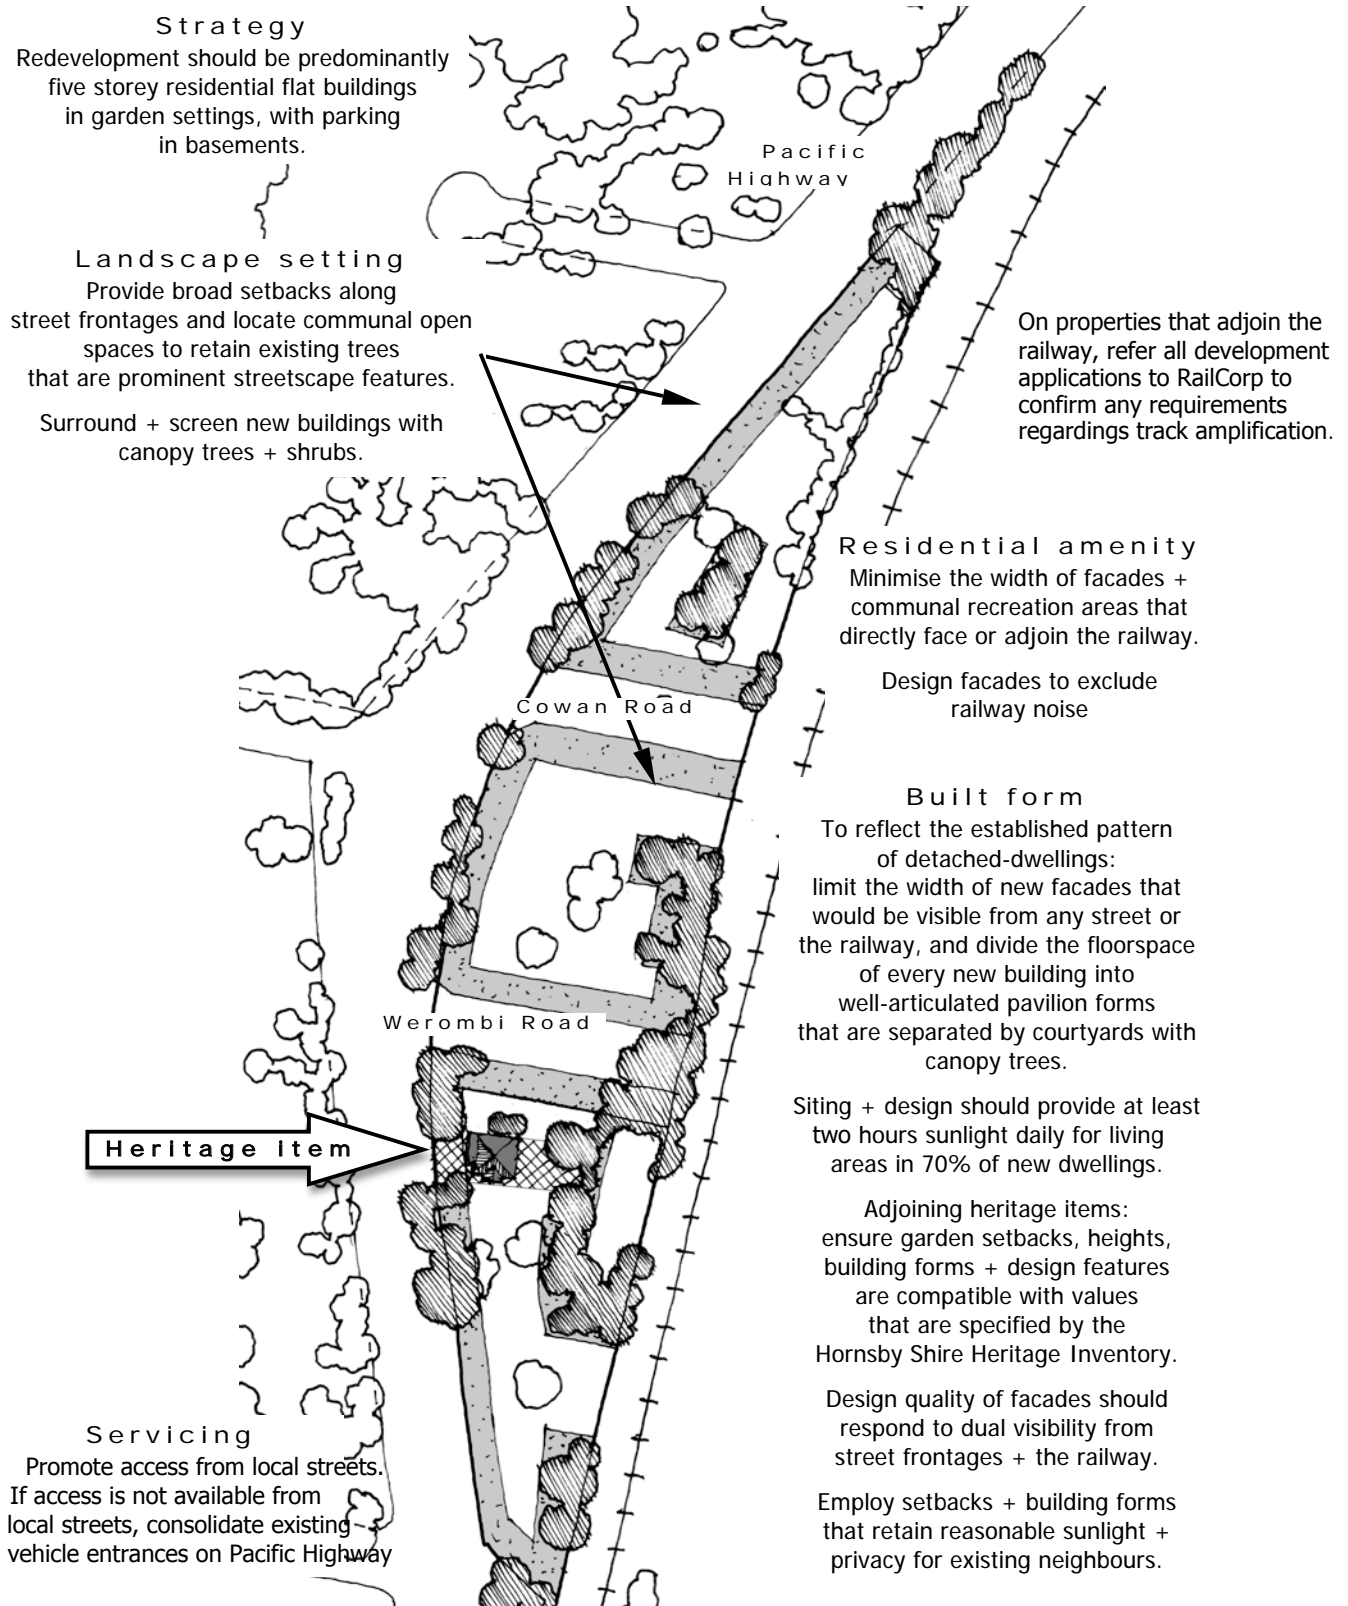 Strategy
Redevelopment should be predominantly
five storey residential flat buildings
in garden settings, with parking
in basements.
Pacific
Highway
Landscape setting
Provide broad setbacks along
street frontages and locate communal open
spaces to retain existing trees
that are prominent streetscape features.
Surround + screen new buildings with
canopy trees + shrubs.
On properties that adjoin the
railway, refer all development
applications to RailCorp to
confirm any requirements
regardings track amplification.
Residential amenity
Minimise the width of facades +
communal recreation areas that
directly face or adjoin the railway.
Design facades to exclude
railway noise
Cowan Road
Built form
To reflect the established pattern
of detached-dwellings:
limit the width of new facades that
would be visible from any street or
the railway, and divide the floorspace
of every new building into
well-articulated pavilion forms
that are separated by courtyards with
canopy trees.
Siting + design should provide at least
two hours sunlight daily for living
areas in 70% of new dwellings.
Adjoining heritage items:
ensure garden setbacks, heights,
building forms + design features
are compatible with values
that are specified by the
Hornsby Shire Heritage Inventory.
Design quality of facades should
respond to dual visibility from
street frontages + the railway.
Employ setbacks + building forms
that retain reasonable sunlight +
privacy for existing neighbours.
Werombi Road
Heritage item
Servicing
Promote access from local streets.
If access is not available from
local streets, consolidate existing
vehicle entrances on Pacific Highway